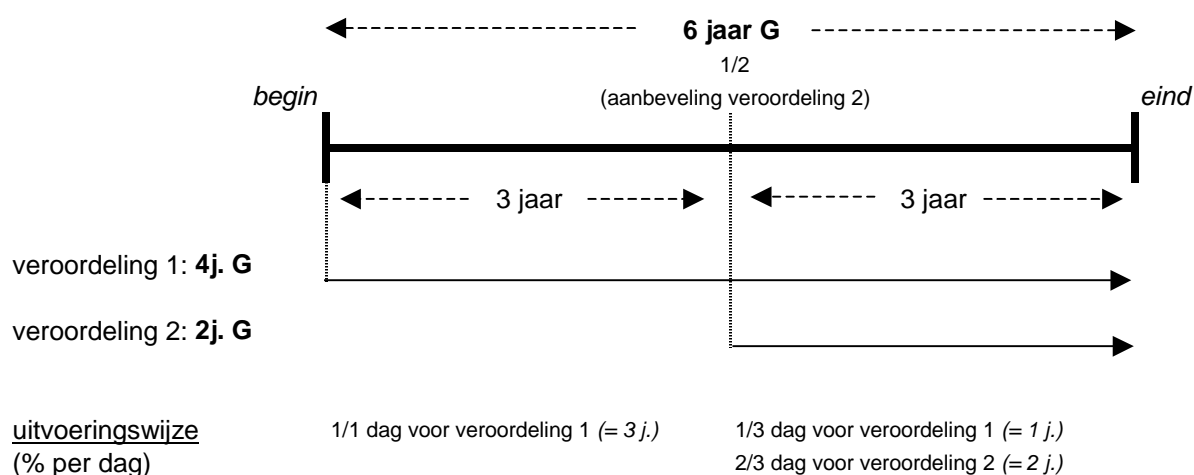 6 jaar G
1/2
begin (aanbeveling veroordeling 2) eind
3 jaar 3 jaar
veroordeling 1: 4j. G
veroordeling 2: 2j. G
uitvoeringswijze 1/1 dag voor veroordeling 1 (= 3 j.) 1/3 dag voor veroordeling 1 (= 1 j.)
(% per dag) 2/3 dag voor veroordeling 2 (= 2 j.)